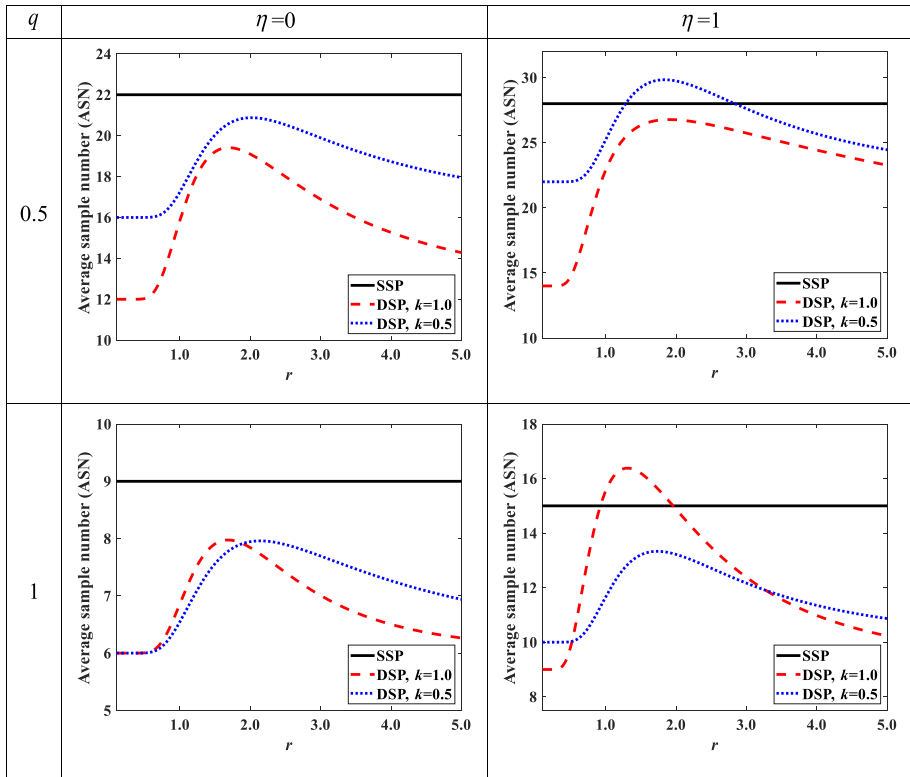 q η=0 η=1
0.5
Average sample number (ASN)
24
22
20
18
16
14
12
10
1.0 2.0 3.0 4.0 5.0
r
SSP
DSP, k=1.0
DSP, k=0.5
Average sample number (ASN)
30
25
20
15
10
1.0 2.0 3.0 4.0 5.0
r
SSP
DSP, k=1.0
DSP, k=0.5
1
Average sample number (ASN)
10
9
8
7
6
5
1.0 2.0 3.0 4.0 5.0
r
SSP
DSP, k=1.0
DSP, k=0.5
Average sample number (ASN)
18
16
14
12
10
8
1.0 2.0 3.0 4.0 5.0
r
SSP
DSP, k=1.0
DSP, k=0.5